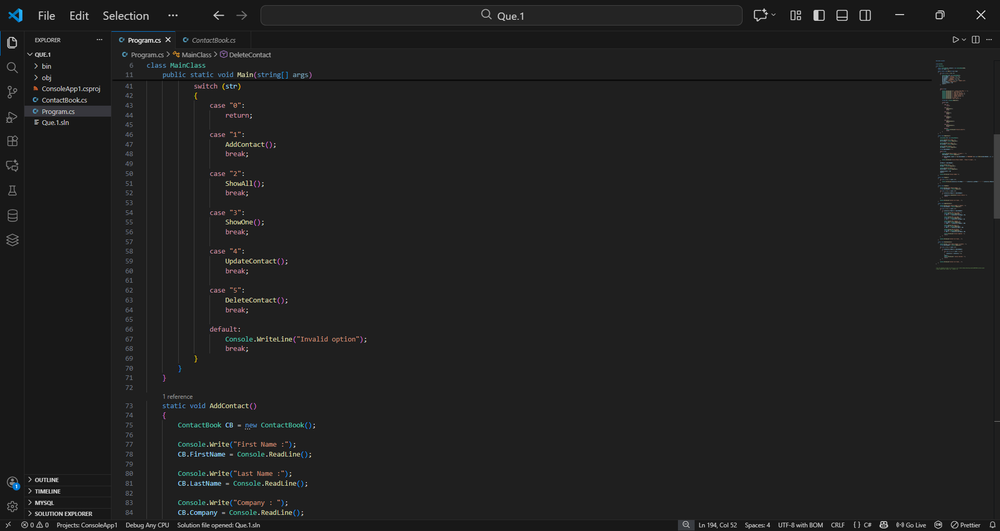 File Edit Selection ···
Que.1
EXPLORER ···
QUE.1
bin
obj
ConsoleApp1.csproj
ContactBook.cs
Program.cs
Que.1.sln
OUTLINE
TIMELINE
MYSQL
SOLUTION EXPLORER
Program.cs ContactBook.cs
Program.cs > MainClass > DeleteContact
6 class MainClass
11 public static void Main(string[] args)
41 switch (str)
42 {
43 case "0":
44 return;
45
46 case "1":
47 AddContact();
48 break;
49
50 case "2":
51 ShowAll();
52 break;
53
54 case "3":
55 ShowOne();
56 break;
57
58 case "4":
59 UpdateContact();
60 break;
61
62 case "5":
63 DeleteContact();
64 break;
65
66 default:
67 Console.WriteLine("Invalid option");
68 break;
69 }
70 }
71 }
72
1 reference
73 static void AddContact()
74 {
75 ContactBook CB = new ContactBook();
76
77 Console.Write("First Name :");
78 CB.FirstName = Console.ReadLine();
79
80 Console.Write("Last Name :");
81 CB.LastName = Console.ReadLine();
82
83 Console.Write("Company : ");
84 CB.Company = Console.ReadLine();
1
0 0 Projects: ConsoleApp1 Debug Any CPU Solution file opened: Que.1.sln Ln 194, Col 52 Spaces: 4 UTF-8 with BOM CRLF { } C# Go Live Prettier